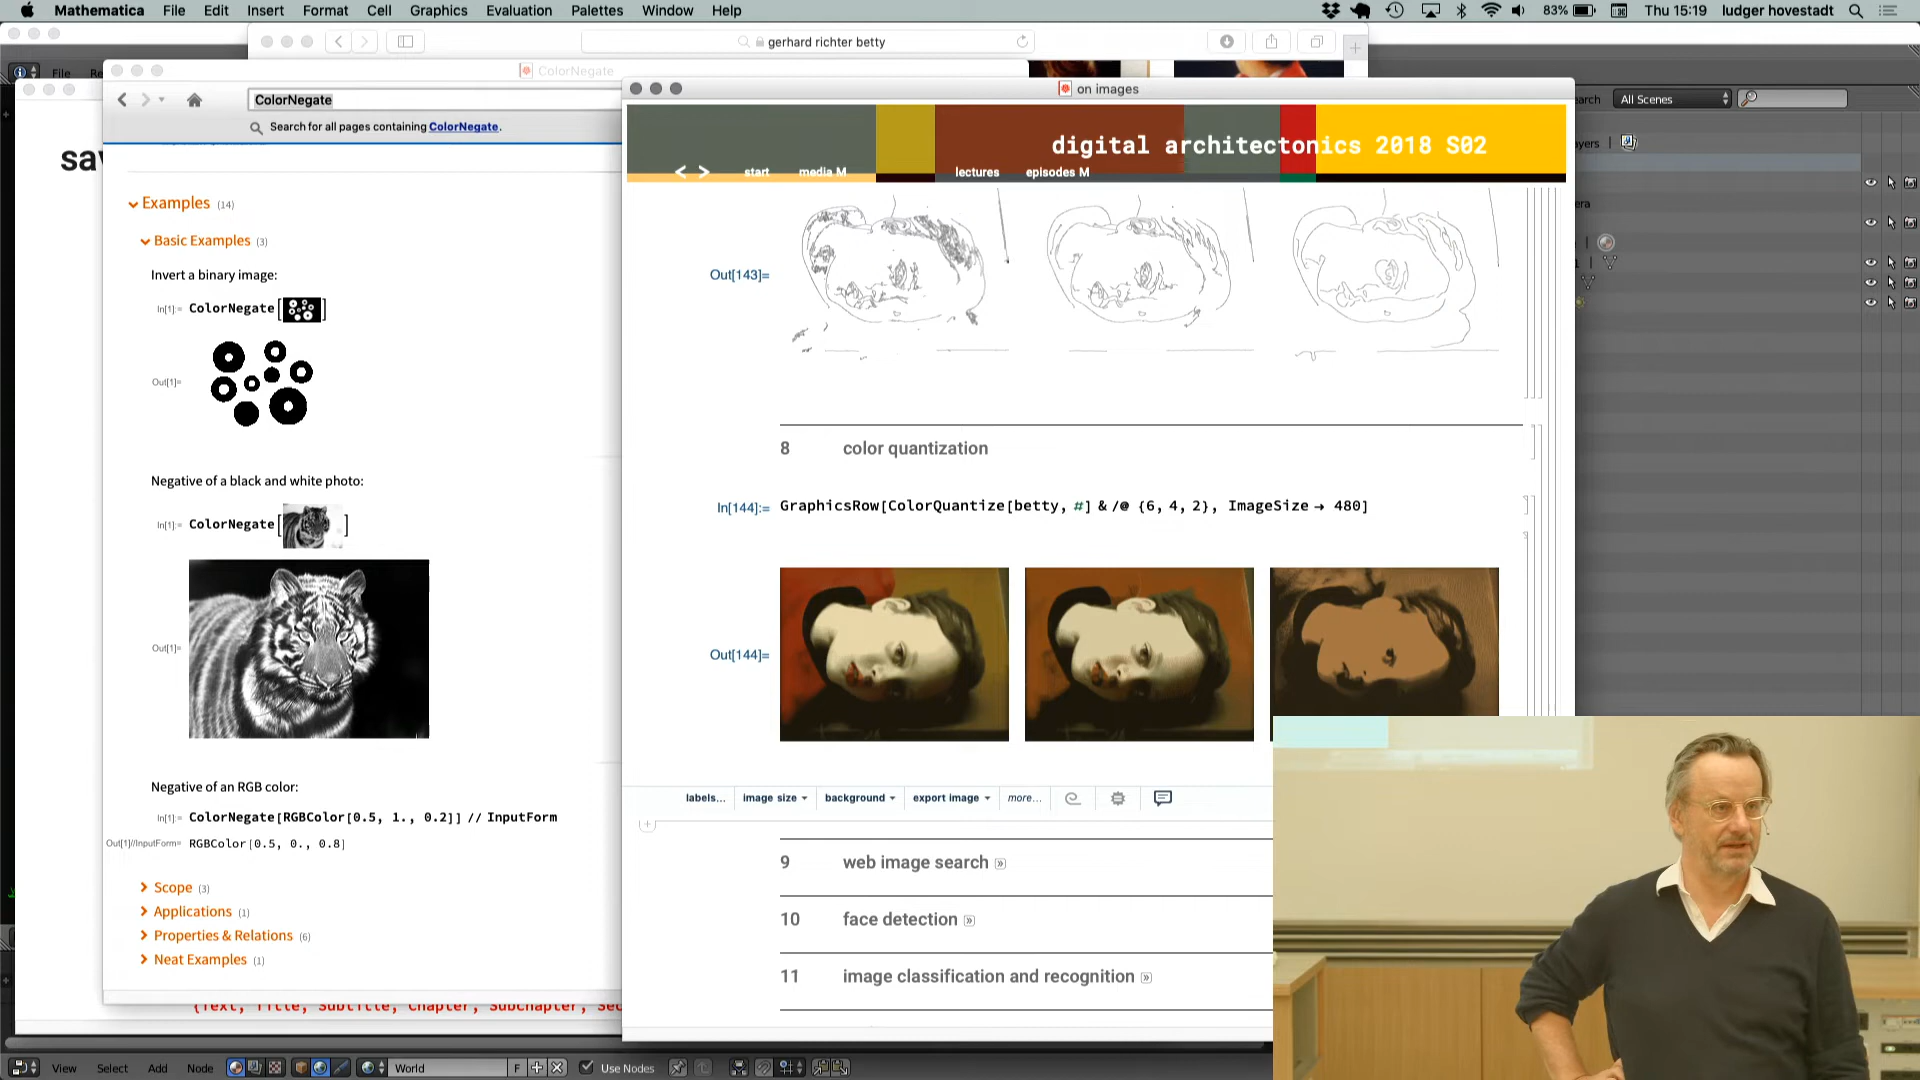 Mathematica File Edit Insert Format Cell Graphics Evaluation Palettes Window Help 83% Thu 15:19 ludger hovestadt
gerhard richter betty
ColorNegate
on images
File
ColorNegate
Search for all pages containing ColorNegate.
All Scenes
digital architectonics 2018 S02
< > start media M lectures episodes M
Examples (14)
Basic Examples (3)
Invert a binary image:
In[1]:= ColorNegate[ ]
Out[1]=
Negative of a black and white photo:
In[1]:= ColorNegate[ ]
Out[1]=
Negative of an RGB color:
In[1]:= ColorNegate[RGBColor[0.5, 1., 0.2]] // InputForm
Out[1]//InputForm= RGBColor[0.5, 0., 0.8]
Scope (3)
Applications (1)
Properties & Relations (6)
Neat Examples (1)
Out[143]=
8 color quantization
In[144]:= GraphicsRow[ColorQuantize[betty, #] & /@ {6, 4, 2}, ImageSize → 480]
Out[144]=
labels... image size background export image more...
9 web image search
10 face detection
11 image classification and recognition
{Text, Title, Subtitle, Chapter, Subchapter,
View Select Add Node World F Use Nodes